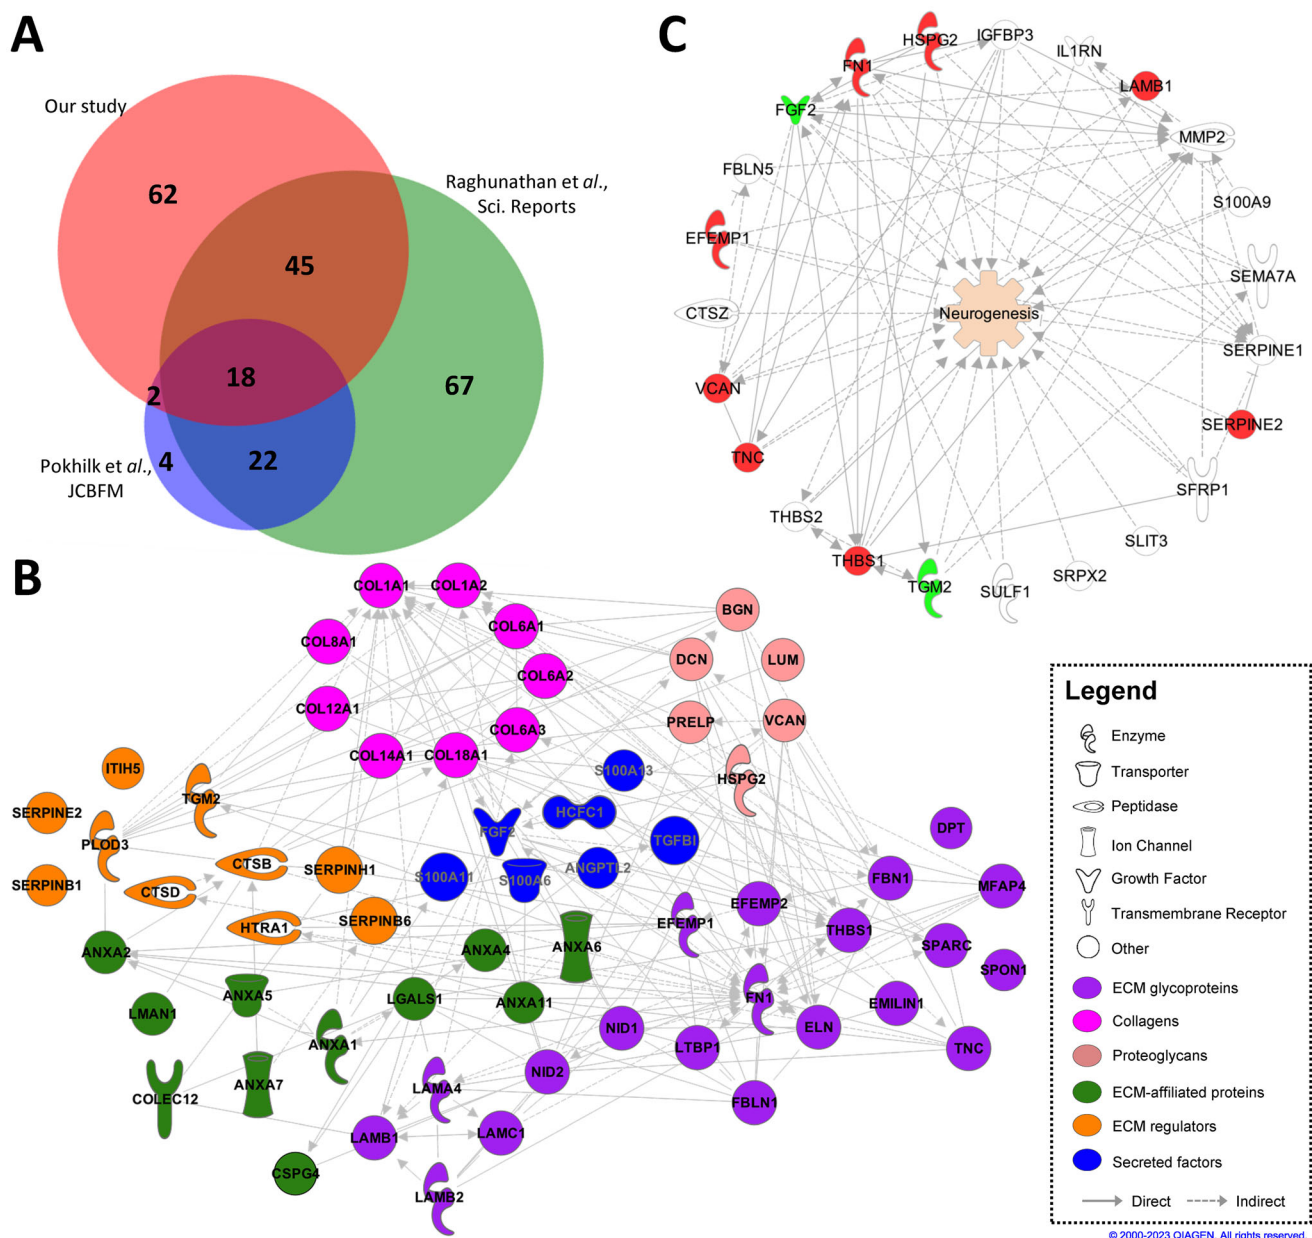 A
Our study
62
45
Raghunathan et al.,
Sci. Reports
18
67
2
Pokhilk et al.,
JCBFM
4
22
C
HSPG2
IGFBP3
IL1RN
FN1
LAMB1
FGF2
MMP2
FBLN5
S100A9
EFEMP1
SEMA7A
CTSZ
Neurogenesis
SERPINE1
VCAN
SERPINE2
TNC
SFRP1
THBS2
SLIT3
THBS1
SRPX2
TGM2
SULF1
B
COL1A1
COL1A2
BGN
COL6A1
COL8A1
DCN
LUM
COL6A2
COL12A1
PRELP
VCAN
COL6A3
COL14A1
COL18A1
ITIH5
S100A13
HSPG2
TGM2
SERPINE2
HCFC1
FGF2
DPT
PLOD3
TGFBI
CTSB
SERPINH1
ANGPTL2
SERPINB1
S100A11
S100A6
FBN1
MFAP4
CTSD
EFEMP2
SERPINB6
EFEMP1
HTRA1
THBS1
ANXA2
ANXA4
ANXA6
SPARC
SPON1
ANXA5
LGALS1
ANXA11
FN1
EMILIN1
LMAN1
NID1
ELN
ANXA1
LTBP1
TNC
NID2
ANXA7
LAMA4
COLEC12
FBLN1
LAMB1
LAMC1
CSPG4
LAMB2
Legend
Enzyme
Transporter
Peptidase
Ion Channel
Growth Factor
Transmembrane Receptor
Other
ECM glycoproteins
Collagens
Proteoglycans
ECM-affiliated proteins
ECM regulators
Secreted factors
Direct
Indirect
© 2000-2023 QIAGEN. All rights reserved.